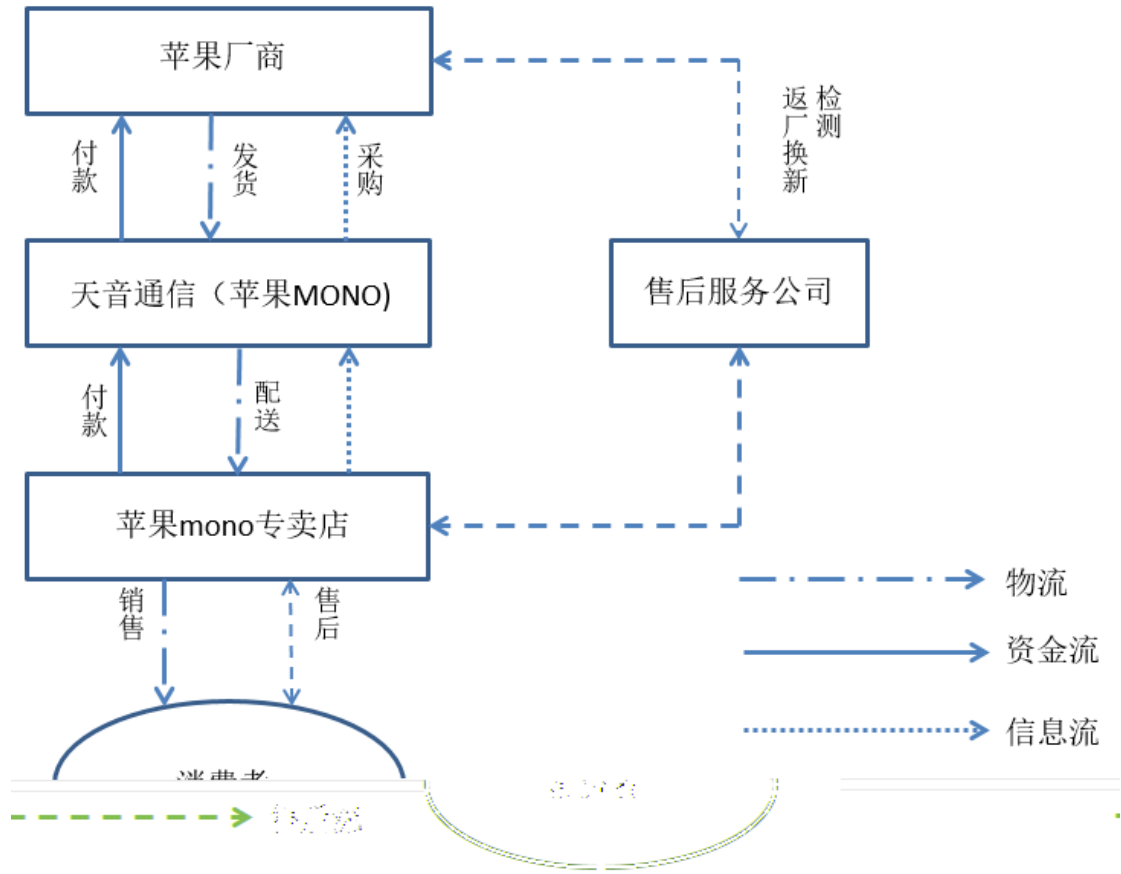 苹果厂商
付款
发货
采购
检测
返厂换新
天音通信（苹果MONO)
售后服务公司
付款
配送
苹果mono专卖店
销售
售后
物流
资金流
信息流
消费者